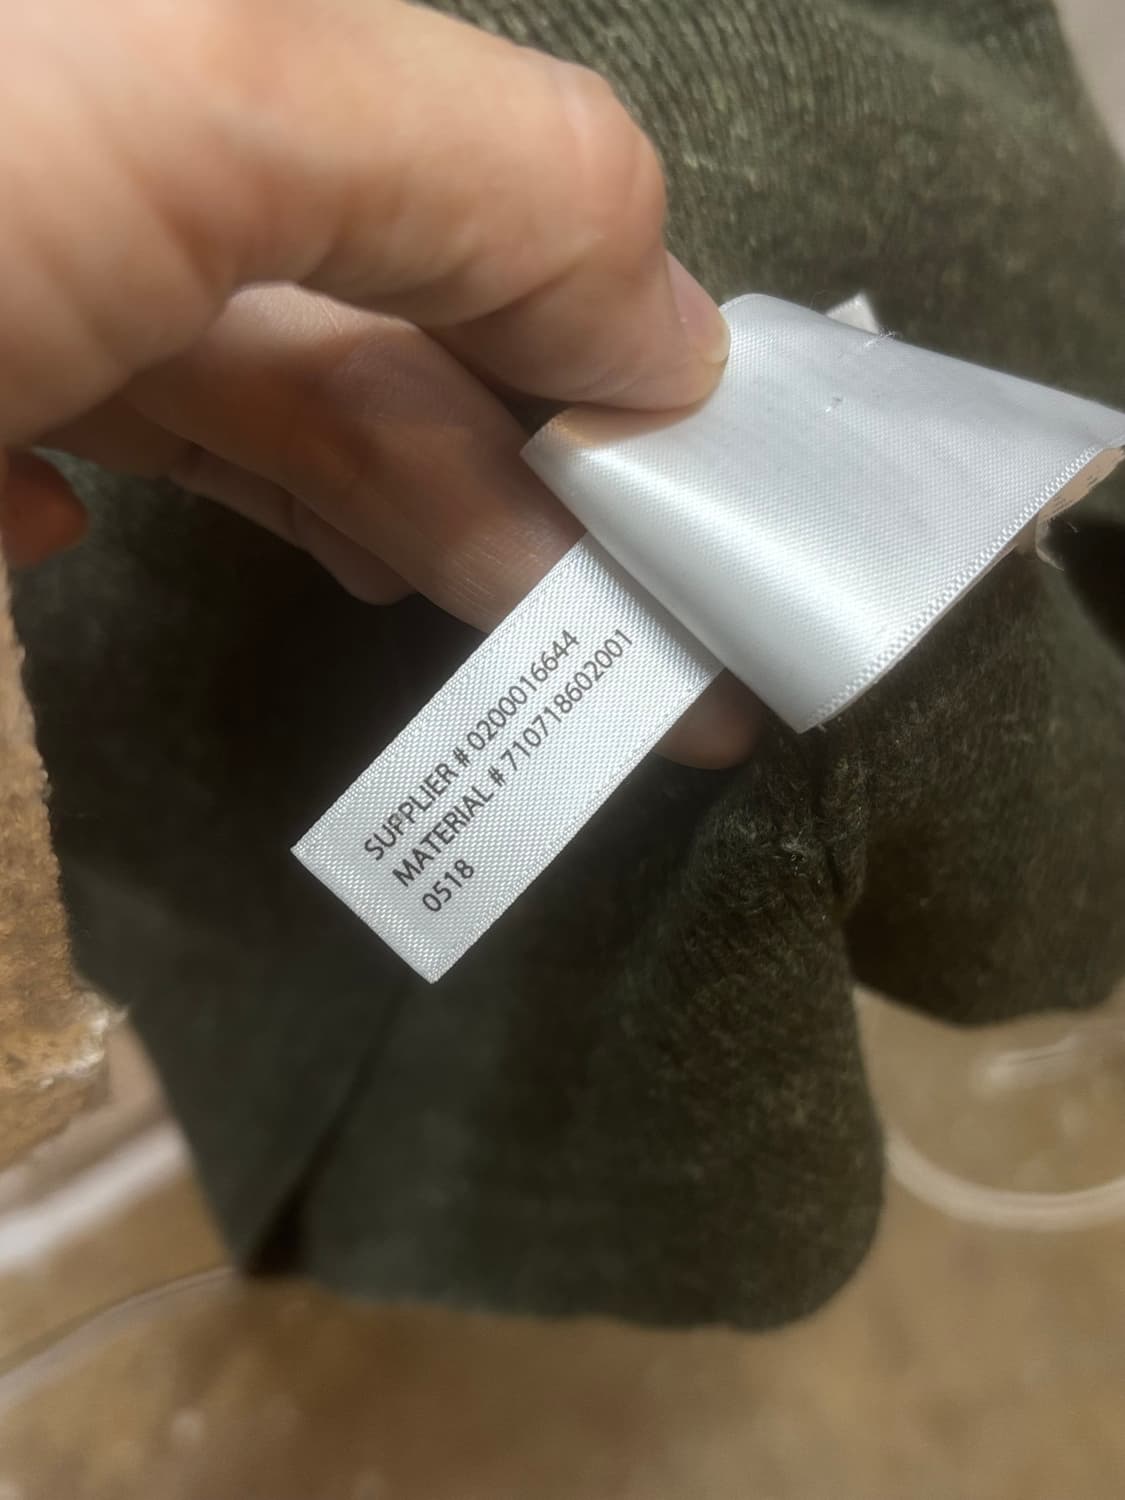 SUPPLIER # 0200016644
MATERIAL # 710718602001
0518